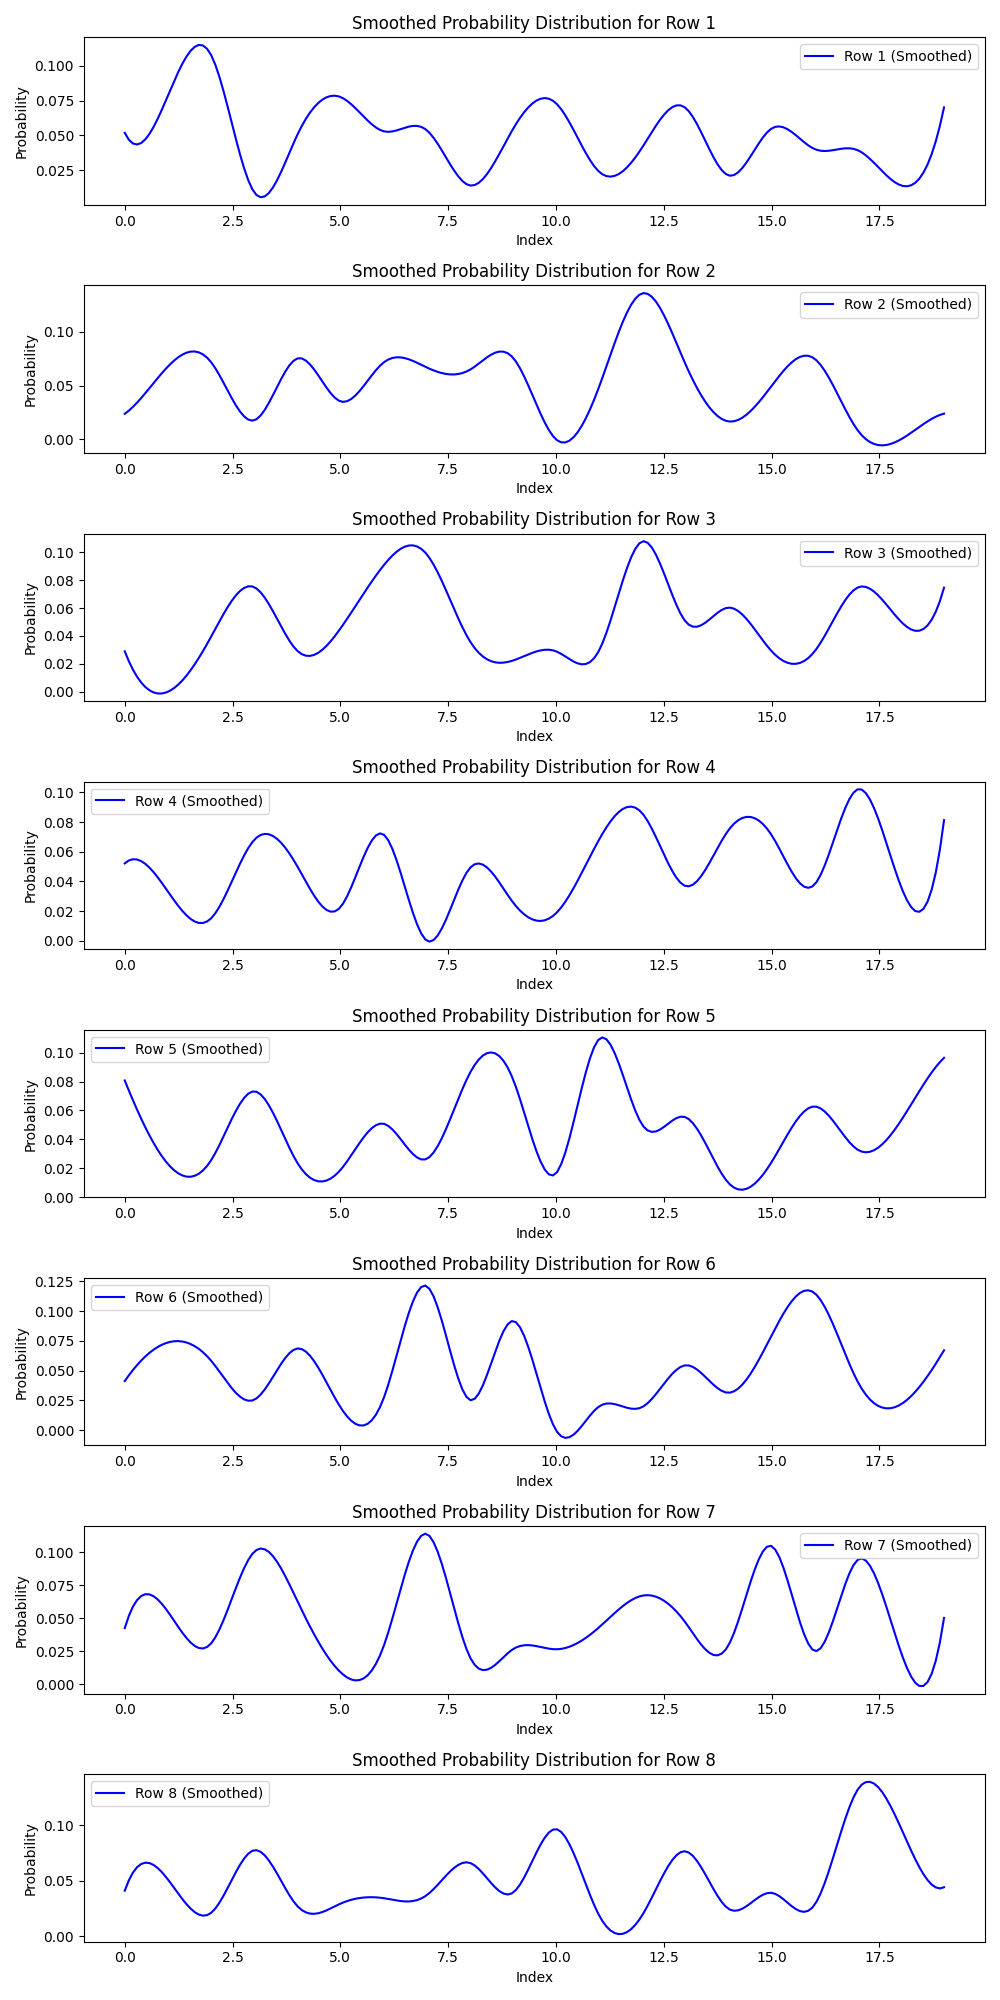 Smoothed Probability Distribution for Row 1
0.100
0.075
0.050
0.025
Probability
Row 1 (Smoothed)
0.0 2.5 5.0 7.5 10.0 12.5 15.0 17.5
Index
Smoothed Probability Distribution for Row 2
0.10
0.05
0.00
Probability
Row 2 (Smoothed)
0.0 2.5 5.0 7.5 10.0 12.5 15.0 17.5
Index
Smoothed Probability Distribution for Row 3
0.10
0.08
0.06
0.04
0.02
0.00
Probability
Row 3 (Smoothed)
0.0 2.5 5.0 7.5 10.0 12.5 15.0 17.5
Index
Smoothed Probability Distribution for Row 4
0.10
0.08
0.06
0.04
0.02
0.00
Probability
Row 4 (Smoothed)
0.0 2.5 5.0 7.5 10.0 12.5 15.0 17.5
Index
Smoothed Probability Distribution for Row 5
0.10
0.08
0.06
0.04
0.02
0.00
Probability
Row 5 (Smoothed)
0.0 2.5 5.0 7.5 10.0 12.5 15.0 17.5
Index
Smoothed Probability Distribution for Row 6
0.125
0.100
0.075
0.050
0.025
0.000
Probability
Row 6 (Smoothed)
0.0 2.5 5.0 7.5 10.0 12.5 15.0 17.5
Index
Smoothed Probability Distribution for Row 7
0.100
0.075
0.050
0.025
0.000
Probability
Row 7 (Smoothed)
0.0 2.5 5.0 7.5 10.0 12.5 15.0 17.5
Index
Smoothed Probability Distribution for Row 8
0.10
0.05
0.00
Probability
Row 8 (Smoothed)
0.0 2.5 5.0 7.5 10.0 12.5 15.0 17.5
Index